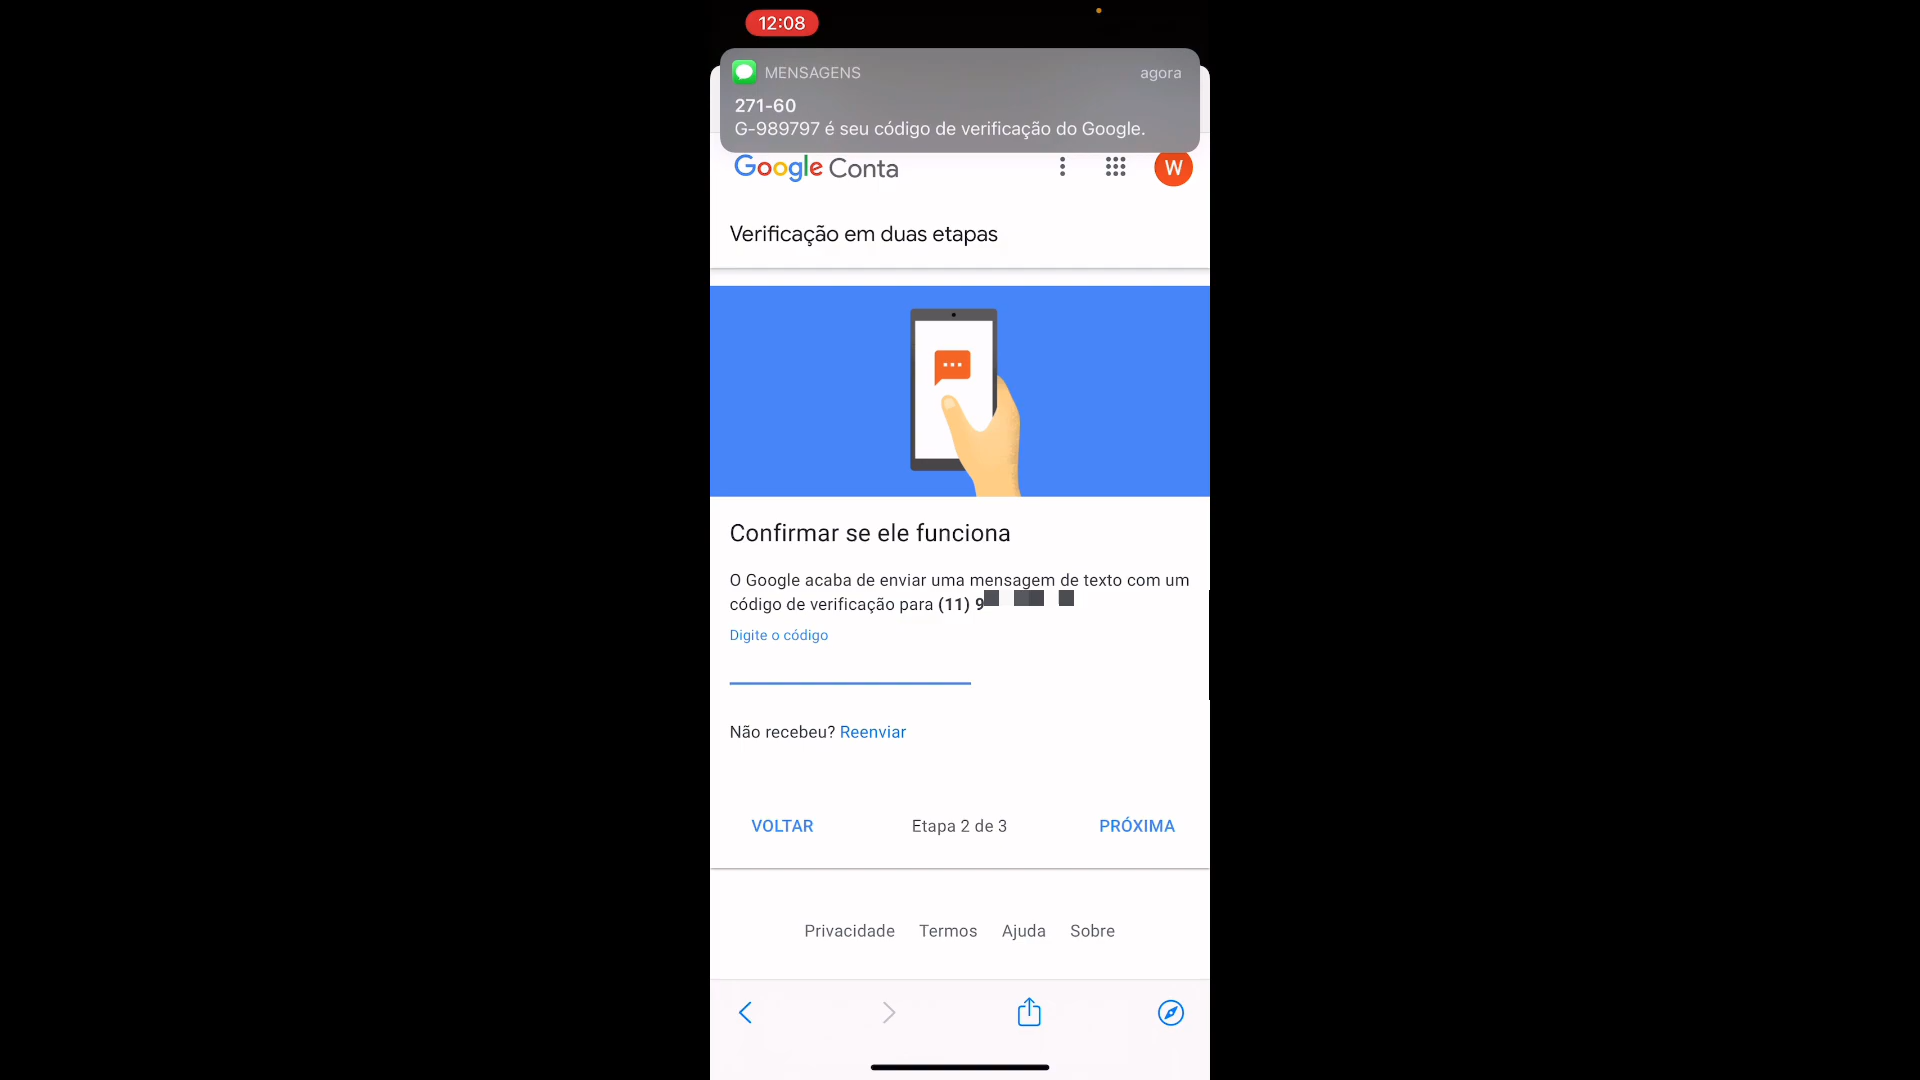 12:08
MENSAGENS agora
271-60
G-989797 é seu código de verificação do Google.
Google Conta W
Verificação em duas etapas
Confirmar se ele funciona
O Google acaba de enviar uma mensagem de texto com um
código de verificação para (11) 9
Digite o código
Não recebeu? Reenviar
VOLTAR Etapa 2 de 3 PRÓXIMA
Privacidade Termos Ajuda Sobre